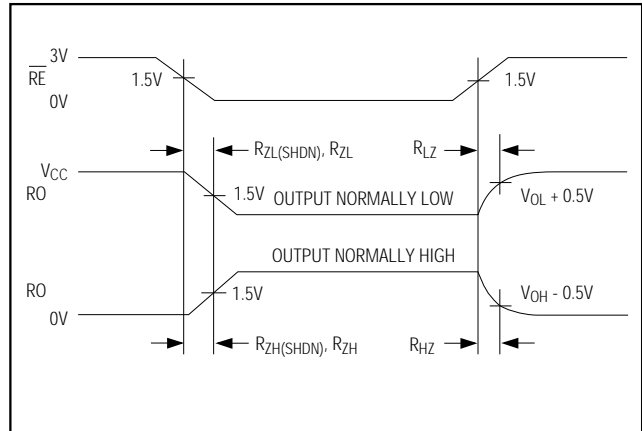 3V
RE
1.5V
1.5V
0V
RZL(SHDN), RZL
RLZ
VCC
RO
1.5V
OUTPUT NORMALLY LOW
VOL + 0.5V
OUTPUT NORMALLY HIGH
RO
1.5V
VOH - 0.5V
0V
RZH(SHDN), RZH
RHZ